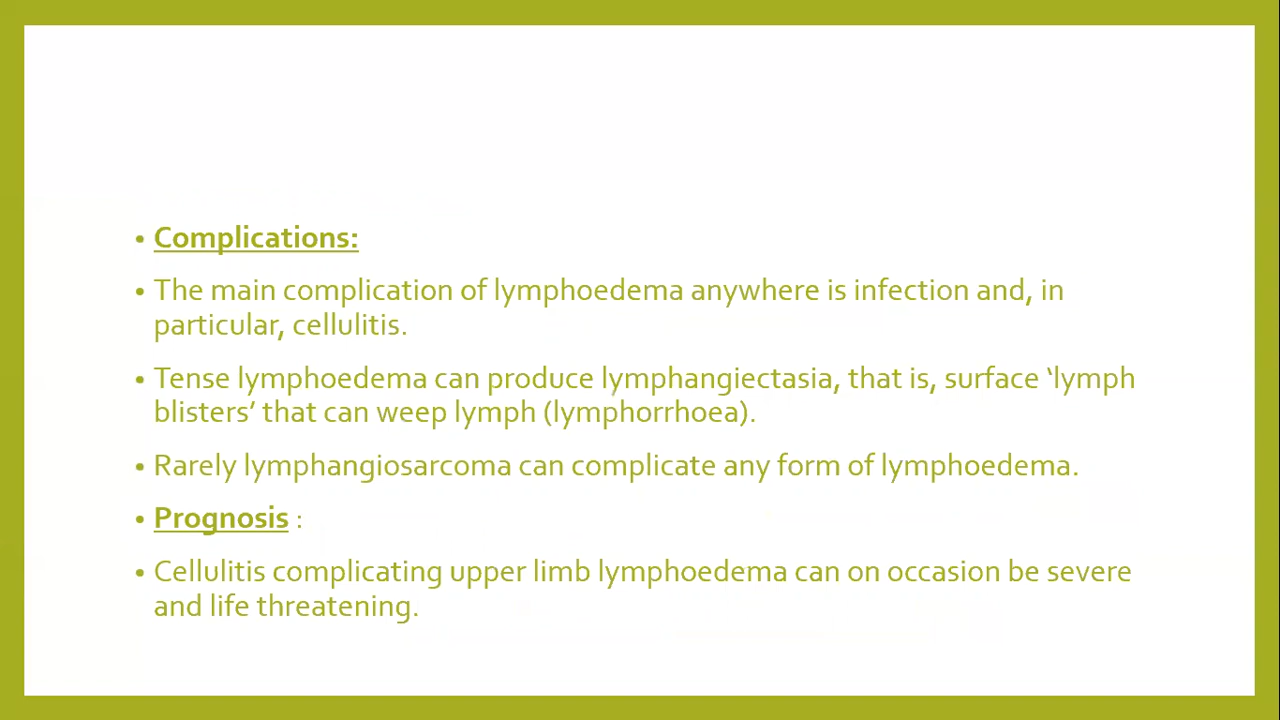 • Complications:
• The main complication of lymphoedema anywhere is infection and, in
particular, cellulitis.
• Tense lymphoedema can produce lymphangiectasia, that is, surface ‘lymph
blisters’ that can weep lymph (lymphorrhoea).
• Rarely lymphangiosarcoma can complicate any form of lymphoedema.
• Prognosis :
• Cellulitis complicating upper limb lymphoedema can on occasion be severe
and life threatening.